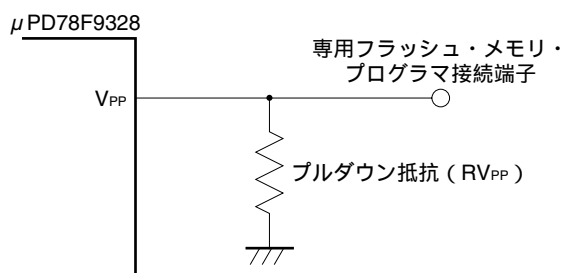 μPD78F9328
専用フラッシュ・メモリ・
プログラマ接続端子
VPP
プルダウン抵抗（RVPP）